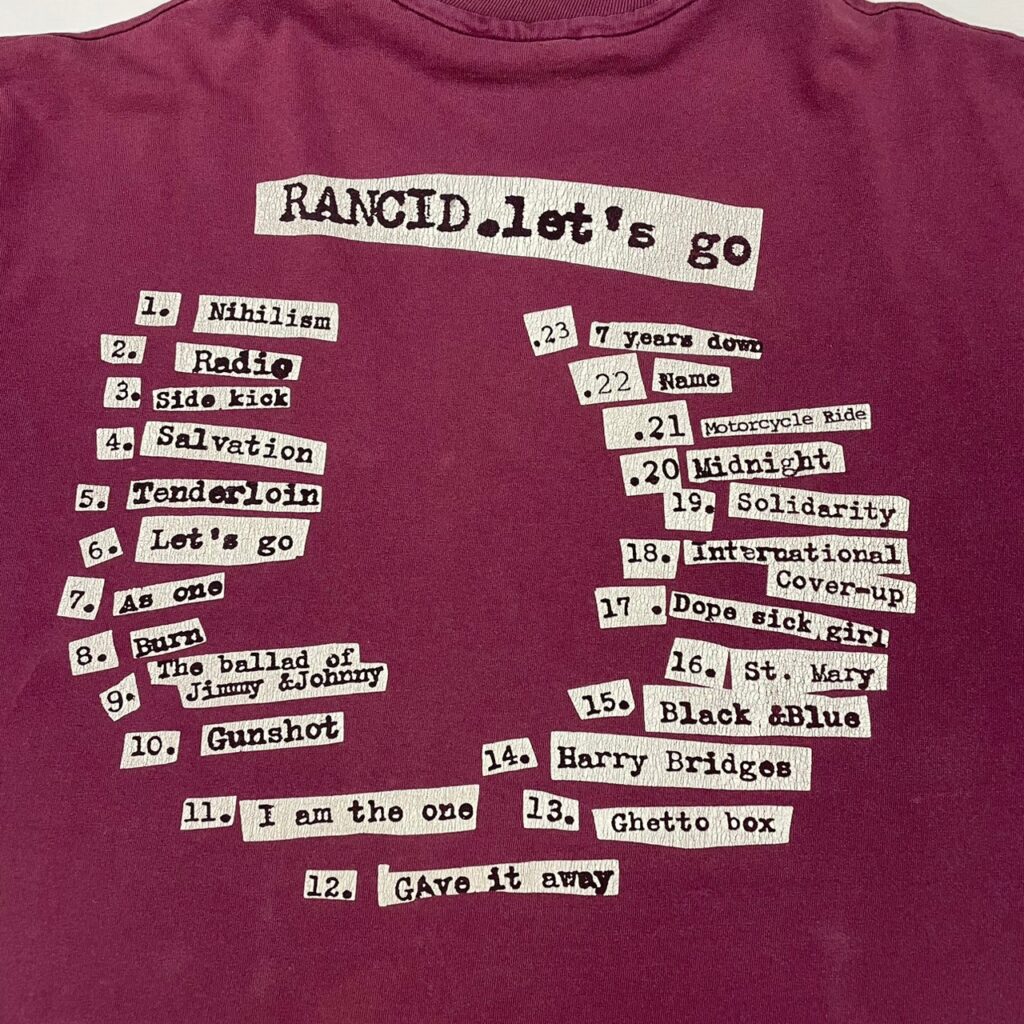 RANCID.let's go
1. Nihilism
2. Radio
3. Side kick
4. Salvation
5. Tenderloin
6. Let's go
7. As one
8. Burn
9. The ballad of
Jimmy &Johnny
10. Gunshot
11. I am the one
12. GAve it away
13. Ghetto box
14. Harry Bridges
15. Black &Blue
16. St. Mary
17 . Dope sick girl
18. International
Cover-up
19. Solidarity
.20 Midnight
.21 Motorcycle Ride
.22 Name
.23 7 years down